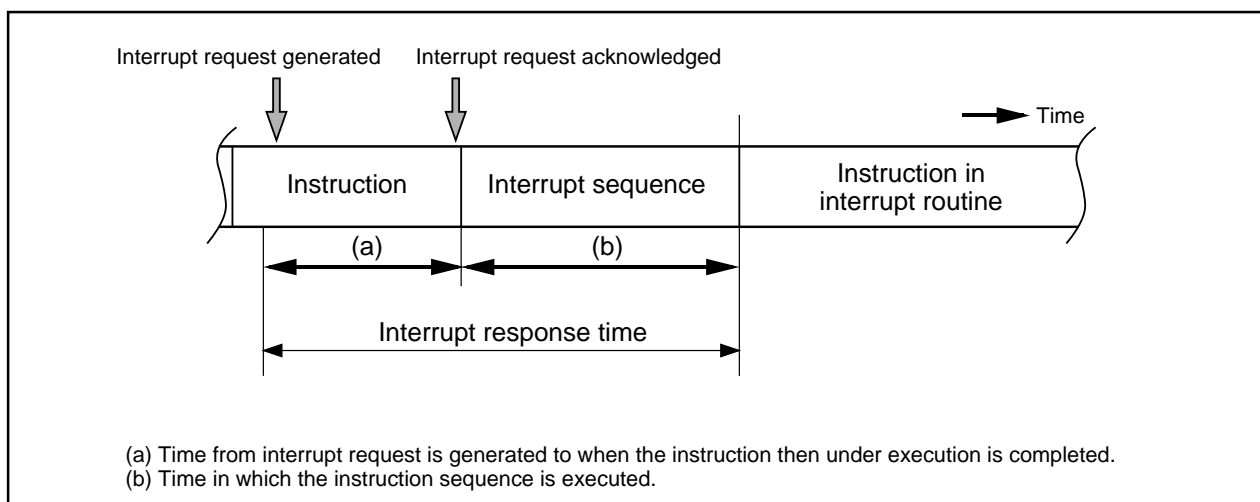 Interrupt request generated
Interrupt request acknowledged
Time
Instruction
Interrupt sequence
Instruction in
interrupt routine
(a)
(b)
Interrupt response time
(a) Time from interrupt request is generated to when the instruction then under execution is completed.
(b) Time in which the instruction sequence is executed.